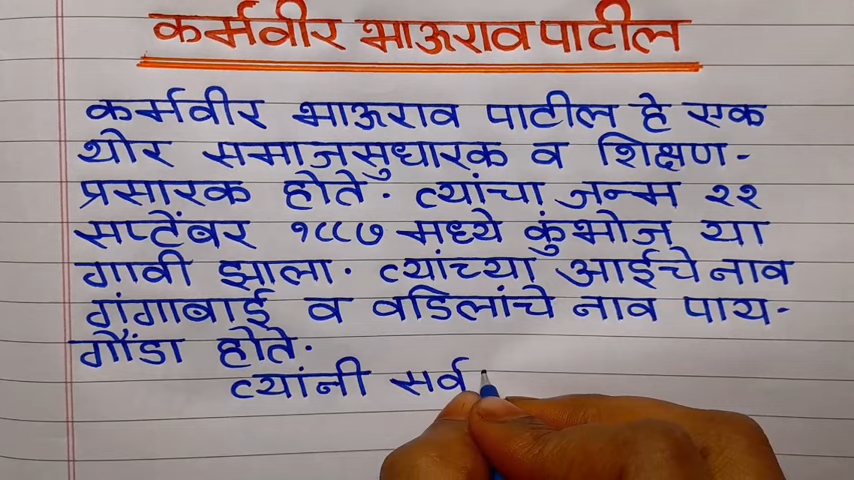 कर्मवीर भाऊराव पाटील
कर्मवीर भाऊराव पाटील हे एक
थोर समाजसुधारक व शिक्षण-
प्रसारक होते. त्यांचा जन्म २२
सप्टेंबर १८८७ मध्ये कुंभोज या
गावी झाला. त्यांच्या आईचे नाव
गंगाबाई व वडिलांचे नाव पाय-
गोंडा होते.
त्यांनी सर्व